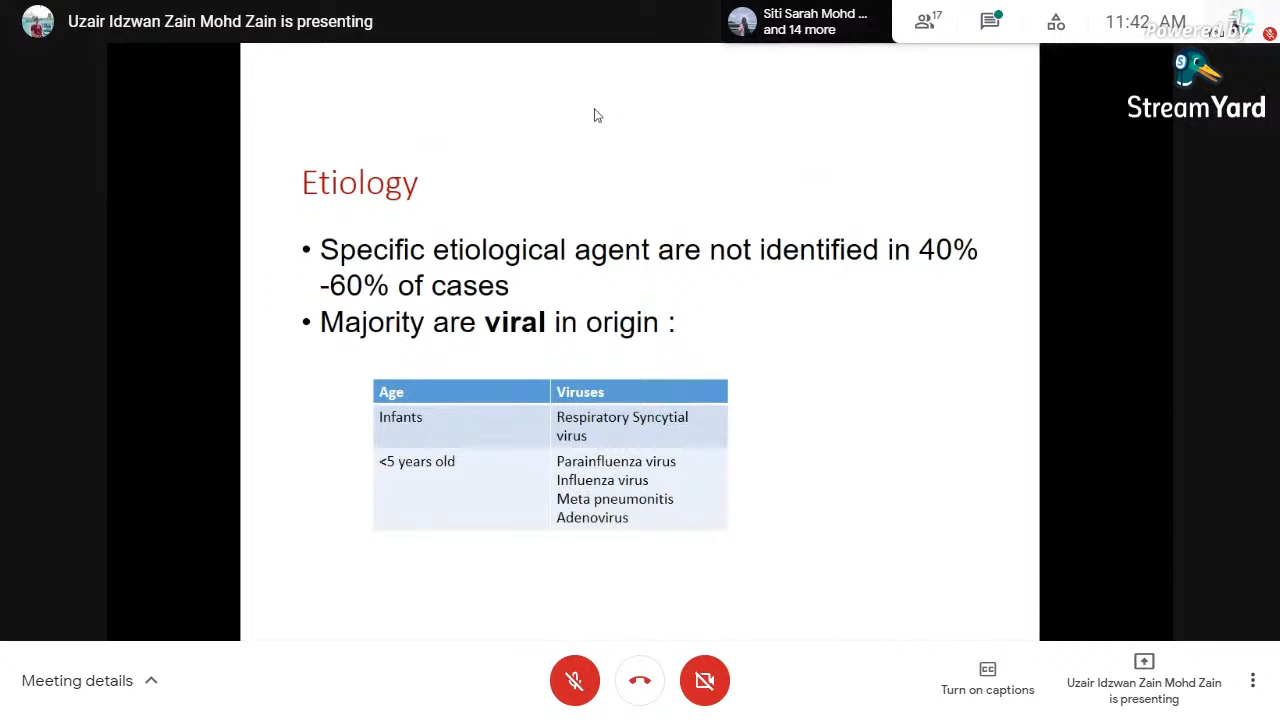 Uzair Idzwan Zain Mohd Zain is presenting
Siti Sarah Mohd ...
and 14 more
17
11:42 AM
Powered by
StreamYard
Etiology
• Specific etiological agent are not identified in 40%
-60% of cases
• Majority are viral in origin :
Age Viruses
Infants Respiratory Syncytial
virus
<5 years old Parainfluenza virus
Influenza virus
Meta pneumonitis
Adenovirus
Meeting details
CC
Turn on captions
Uzair Idzwan Zain Mohd Zain
is presenting